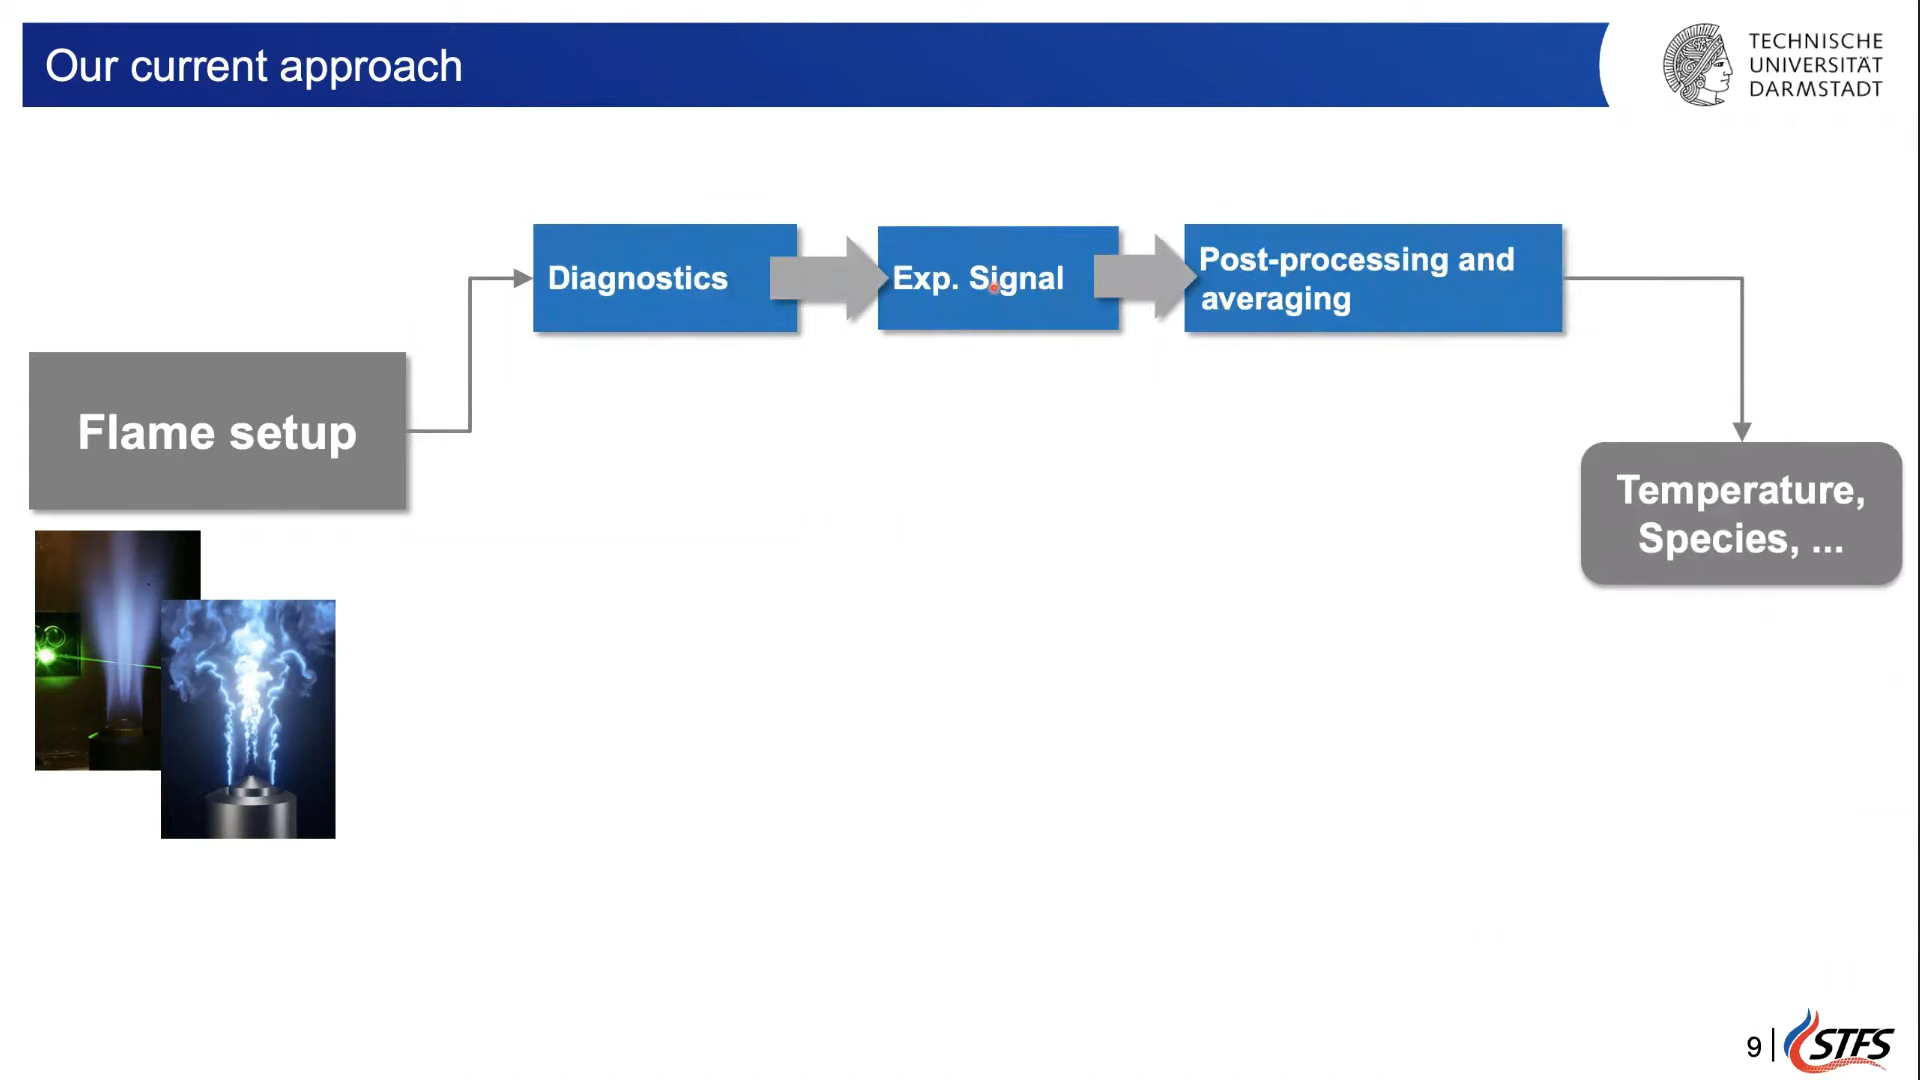 Our current approach
TECHNISCHE
UNIVERSITÄT
DARMSTADT
Diagnostics
Exp. Signal
Post-processing and
averaging
Flame setup
Temperature,
Species, ...
9
STFS